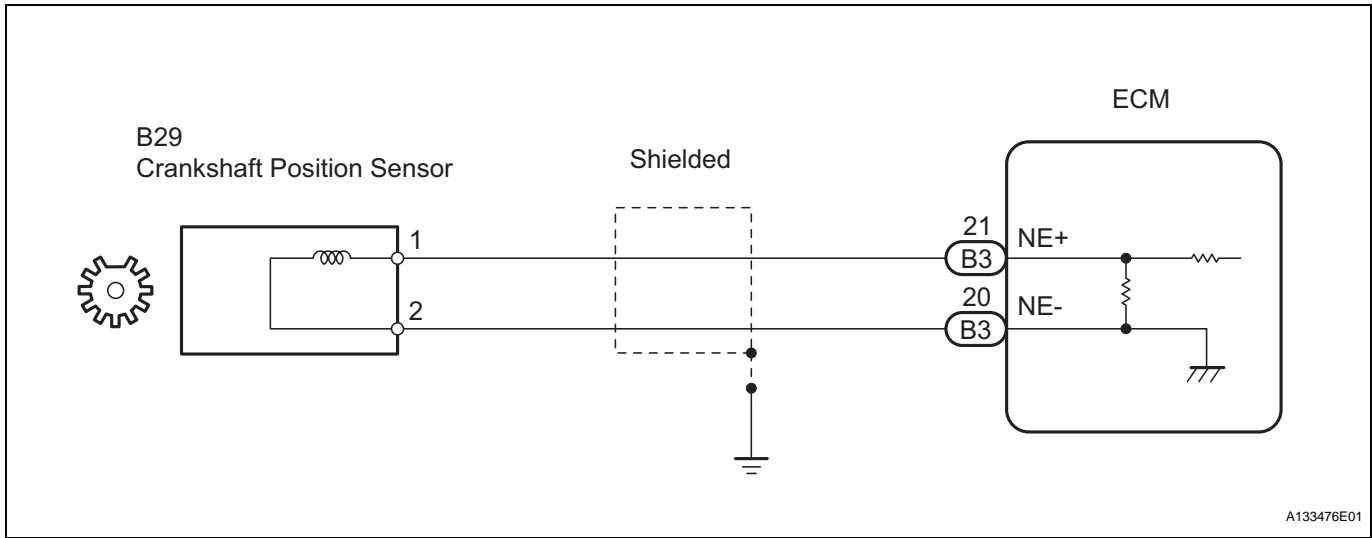 ECM
B29
Crankshaft Position Sensor
Shielded
1
21
NE+
B3
2
20
NE-
B3
A133476E01